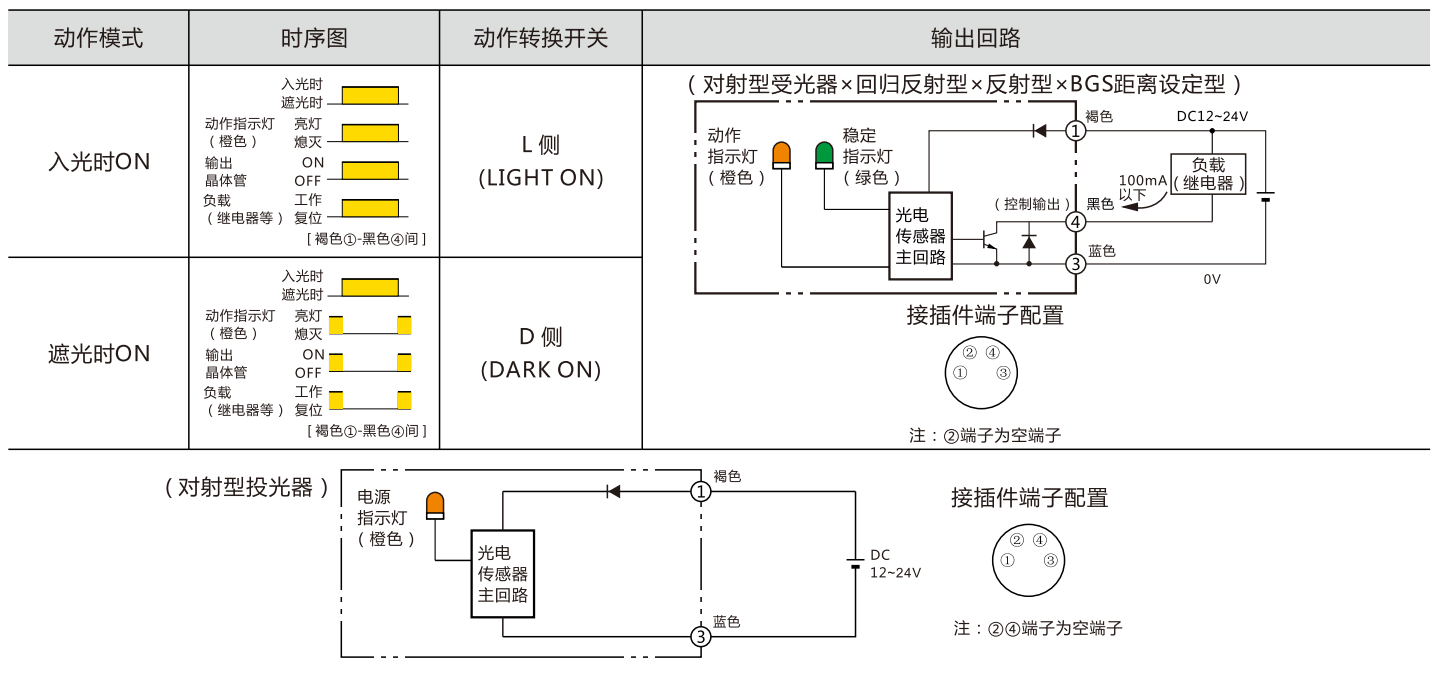 动作模式 时序图 动作转换开关 输出回路
入光时ON
入光时
遮光时
动作指示灯 亮灯
（橙色） 熄灭
输出 ON
晶体管 OFF
负载 工作
（继电器等） 复位
[ 褐色①-黑色④间 ]
L 侧
(LIGHT ON)
（对射型受光器×回归反射型×反射型×BGS距离设定型）
动作
指示灯
（橙色）
稳定
指示灯
（绿色）
光电
传感器
主回路
（控制输出）
1
褐色
DC12~24V
负载
（继电器）
100mA
以下
4
黑色
3
蓝色
0V
接插件端子配置
② ④
① ③
注：②端子为空端子
遮光时ON
入光时
遮光时
动作指示灯 亮灯
（橙色） 熄灭
输出 ON
晶体管 OFF
负载 工作
（继电器等） 复位
[ 褐色①-黑色④间 ]
D 侧
(DARK ON)
（对射型投光器）
电源
指示灯
（橙色）
光电
传感器
主回路
1
褐色
3
蓝色
DC
12~24V
接插件端子配置
② ④
① ③
注：②④端子为空端子